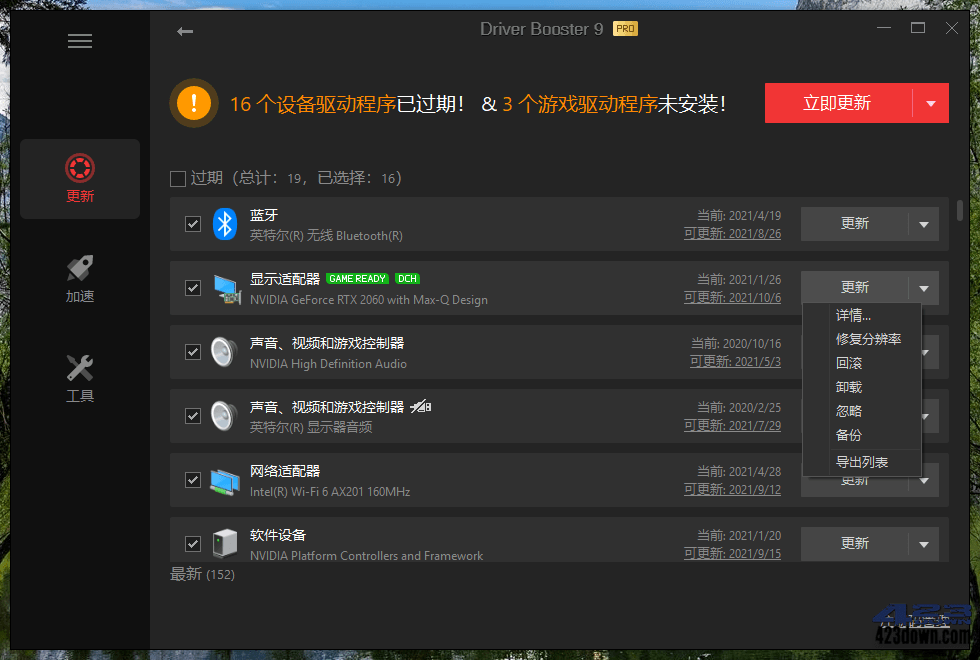 Driver Booster 9 PRO
16 个设备驱动程序已过期! & 3 个游戏驱动程序未安装!
立即更新
更新
加速
工具
过期 (总计: 19, 已选择: 16)
蓝牙
英特尔(R) 无线 Bluetooth(R)
当前: 2021/4/19
可更新: 2021/8/26
更新
显示适配器 GAME READY DCH
NVIDIA GeForce RTX 2060 with Max-Q Design
当前: 2021/1/26
可更新: 2021/10/6
更新
详情...
修复分辨率
回滚
卸载
忽略
备份
导出列表
声音、视频和游戏控制器
NVIDIA High Definition Audio
当前: 2020/10/16
可更新: 2021/5/3
声音、视频和游戏控制器
英特尔(R) 显示器音频
当前: 2020/2/25
可更新: 2021/7/29
网络适配器
Intel(R) Wi-Fi 6 AX201 160MHz
当前: 2021/4/28
可更新: 2021/9/12
更新
软件设备
NVIDIA Platform Controllers and Framework
当前: 2021/1/20
可更新: 2021/9/15
更新
最新 (152)
423down.com